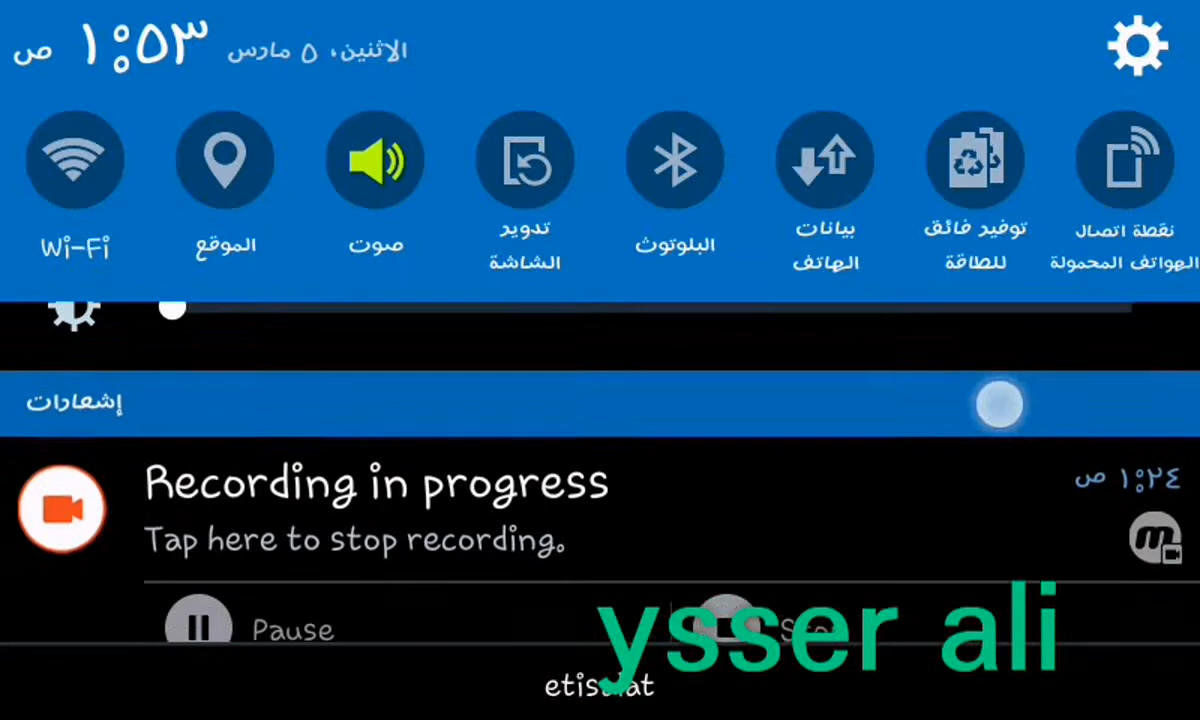 ١:٥٣ ص
الاثنين، ٥ مارس
Wi-Fi
الموقع
صوت
تدوير
الشاشة
البلوتوث
بيانات
الهاتف
توفير فائق
للطاقة
نقطة اتصال
الهواتف المحمولة
إشعارات
Recording in progress
١:٢٤ ص
Tap here to stop recording.
m
Pause
ysser ali